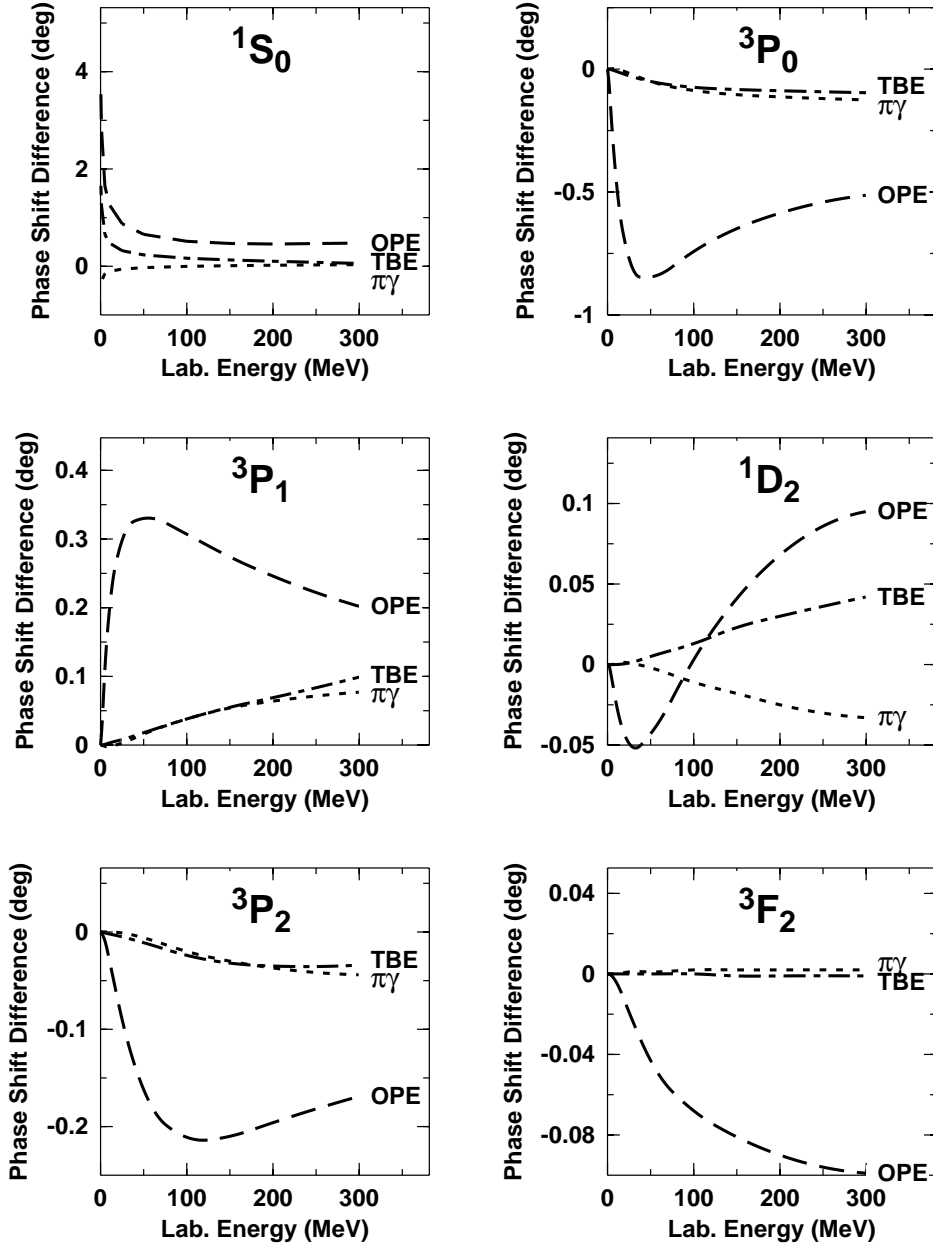 ¹S₀
Phase Shift Difference (deg)
4
2
0
OPE
TBE
πγ
0 100 200 300
Lab. Energy (MeV)
³P₀
Phase Shift Difference (deg)
0
-0.5
-1
TBE
πγ
OPE
0 100 200 300
Lab. Energy (MeV)
³P₁
Phase Shift Difference (deg)
0.4
0.3
0.2
0.1
0
OPE
TBE
πγ
0 100 200 300
Lab. Energy (MeV)
¹D₂
Phase Shift Difference (deg)
0.1
0.05
0
-0.05
OPE
TBE
πγ
0 100 200 300
Lab. Energy (MeV)
³P₂
Phase Shift Difference (deg)
0
-0.1
-0.2
TBE
πγ
OPE
0 100 200 300
Lab. Energy (MeV)
³F₂
Phase Shift Difference (deg)
0.04
0
-0.04
-0.08
πγ
TBE
OPE
0 100 200 300
Lab. Energy (MeV)